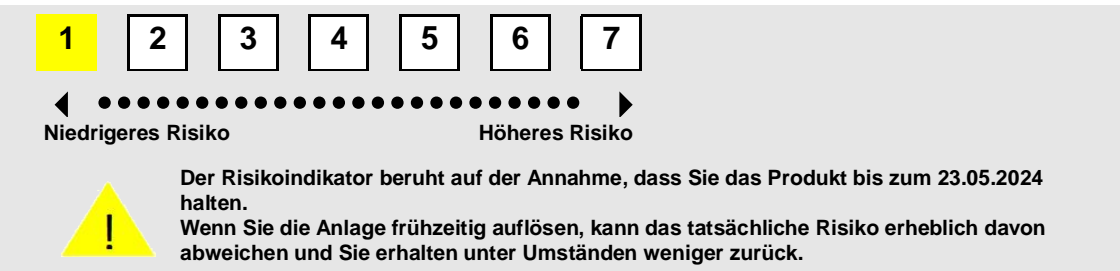 1 2 3 4 5 6 7
Niedrigeres Risiko Höheres Risiko
Der Risikoindikator beruht auf der Annahme, dass Sie das Produkt bis zum 23.05.2024
halten.
Wenn Sie die Anlage frühzeitig auflösen, kann das tatsächliche Risiko erheblich davon
abweichen und Sie erhalten unter Umständen weniger zurück.
!